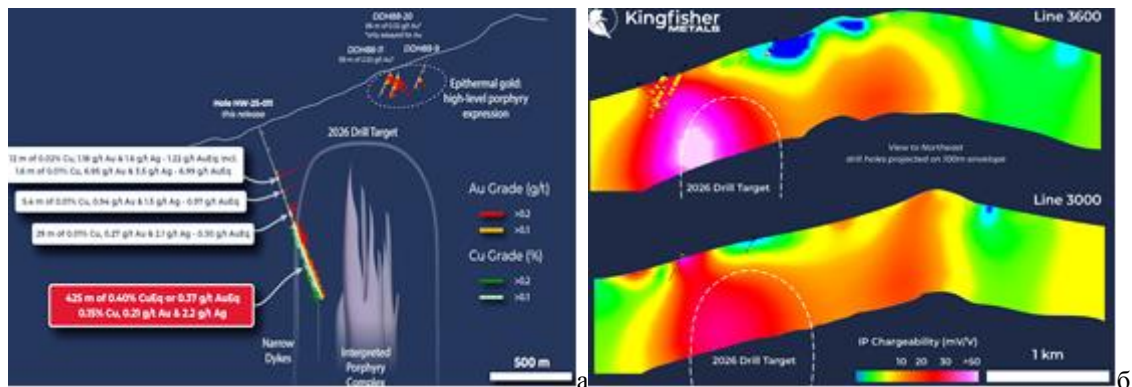 DDH88-20
DDH88-11
DDH88-9
Epithermal gold:
high-level porphyry
expression
Hole HW-25-011
this release
2026 Drill Target
12 m of 0.02% Cu, 1.18 g/t Au & 1.6 g/t Ag - 1.22 g/t AuEq incl.
1.6 m of 0.01% Cu, 6.95 g/t Au & 3.5 g/t Ag - 6.99 g/t AuEq
5.4 m of 0.01% Cu, 0.94 g/t Au & 1.5 g/t Ag - 0.97 g/t AuEq
29 m of 0.01% Cu, 0.27 g/t Au & 2.1 g/t Ag - 0.30 g/t AuEq
425 m of 0.40% CuEq or 0.37 g/t AuEq
0.15% Cu, 0.21 g/t Au & 2.2 g/t Ag
Au Grade (g/t)
>0.2
>0.1
Cu Grade (%)
>0.2
>0.1
Narrow
Dykes
Interpreted
Porphyry
Complex
500 m
а
Kingfisher
METALS
Line 3600
View to Northeast
drill holes projected on 100m envelope
2026 Drill Target
Line 3000
2026 Drill Target
IP Chargeability (mV/V)
10 20 30 >50
1 km
б